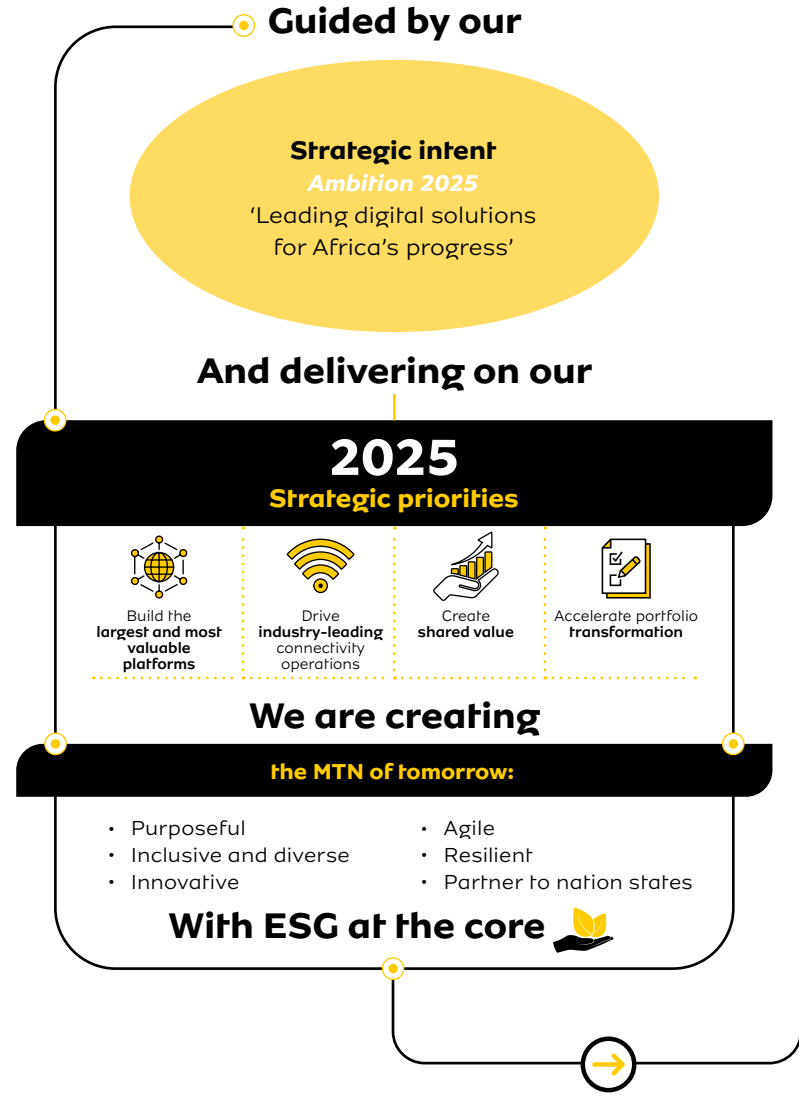 Guided by our
Strategic intent
Ambition 2025
‘Leading digital solutions
for Africa’s progress’
And delivering on our
2025
Strategic priorities
Build the
largest and most
valuable
platforms
Drive
industry-leading
connectivity
operations
Create
shared value
Accelerate portfolio
transformation
We are creating
the MTN of tomorrow:
• Purposeful
• Inclusive and diverse
• Innovative
• Agile
• Resilient
• Partner to nation states
With ESG at the core